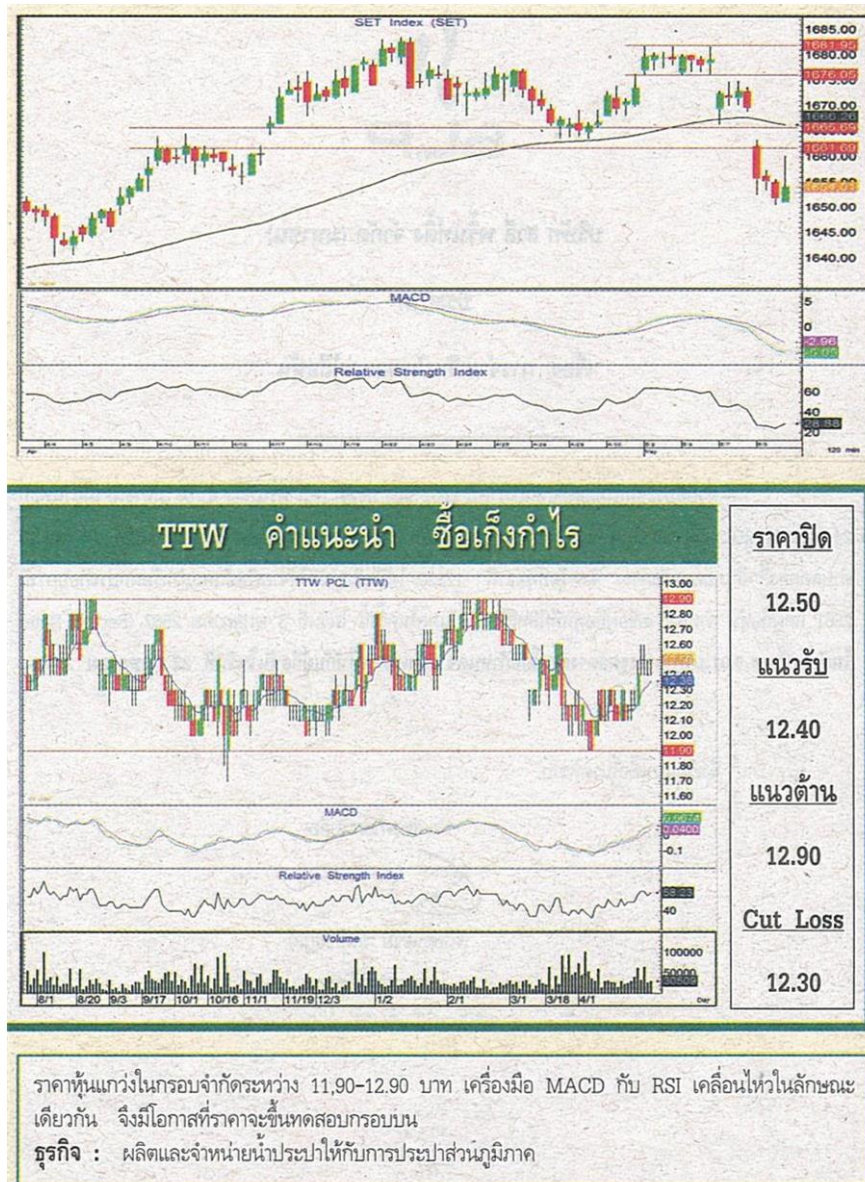 SET Index (SET)
1685.00
1681.95
1680.00
1676.05
1675.00
1670.00
1666.26
1665.69
1661.69
1660.00
1650.00
1645.00
1640.00
MACD
5
0
-2.96
-5.05
Relative Strength Index
60
40
28.88
20
120 min
TTW คำแนะนำ ซื้อเก็งกำไร
TTW PCL (TTW)
13.00
12.90
12.80
12.70
12.60
12.40
12.30
12.20
12.10
12.00
11.90
11.80
11.70
11.60
MACD
0.0400
-0.1
Relative Strength Index
58.23
40
Volume
100000
50000
8/1 8/20 9/3 9/17 10/1 10/16 11/1 11/19 12/3 1/2 2/1 3/1 3/18 4/1 Day
ราคาปิด
12.50
แนวรับ
12.40
แนวต้าน
12.90
Cut Loss
12.30
ราคาหุ้นแกว่งในกรอบจำกัดระหว่าง 11,90-12.90 บาท เครื่องมือ MACD กับ RSI เคลื่อนไหวในลักษณะ
เดียวกัน จึงมีโอกาสที่ราคาจะขึ้นทดสอบกรอบบน
ธุรกิจ : ผลิตและจำหน่ายน้ำประปาให้กับการประปาส่วนภูมิภาค